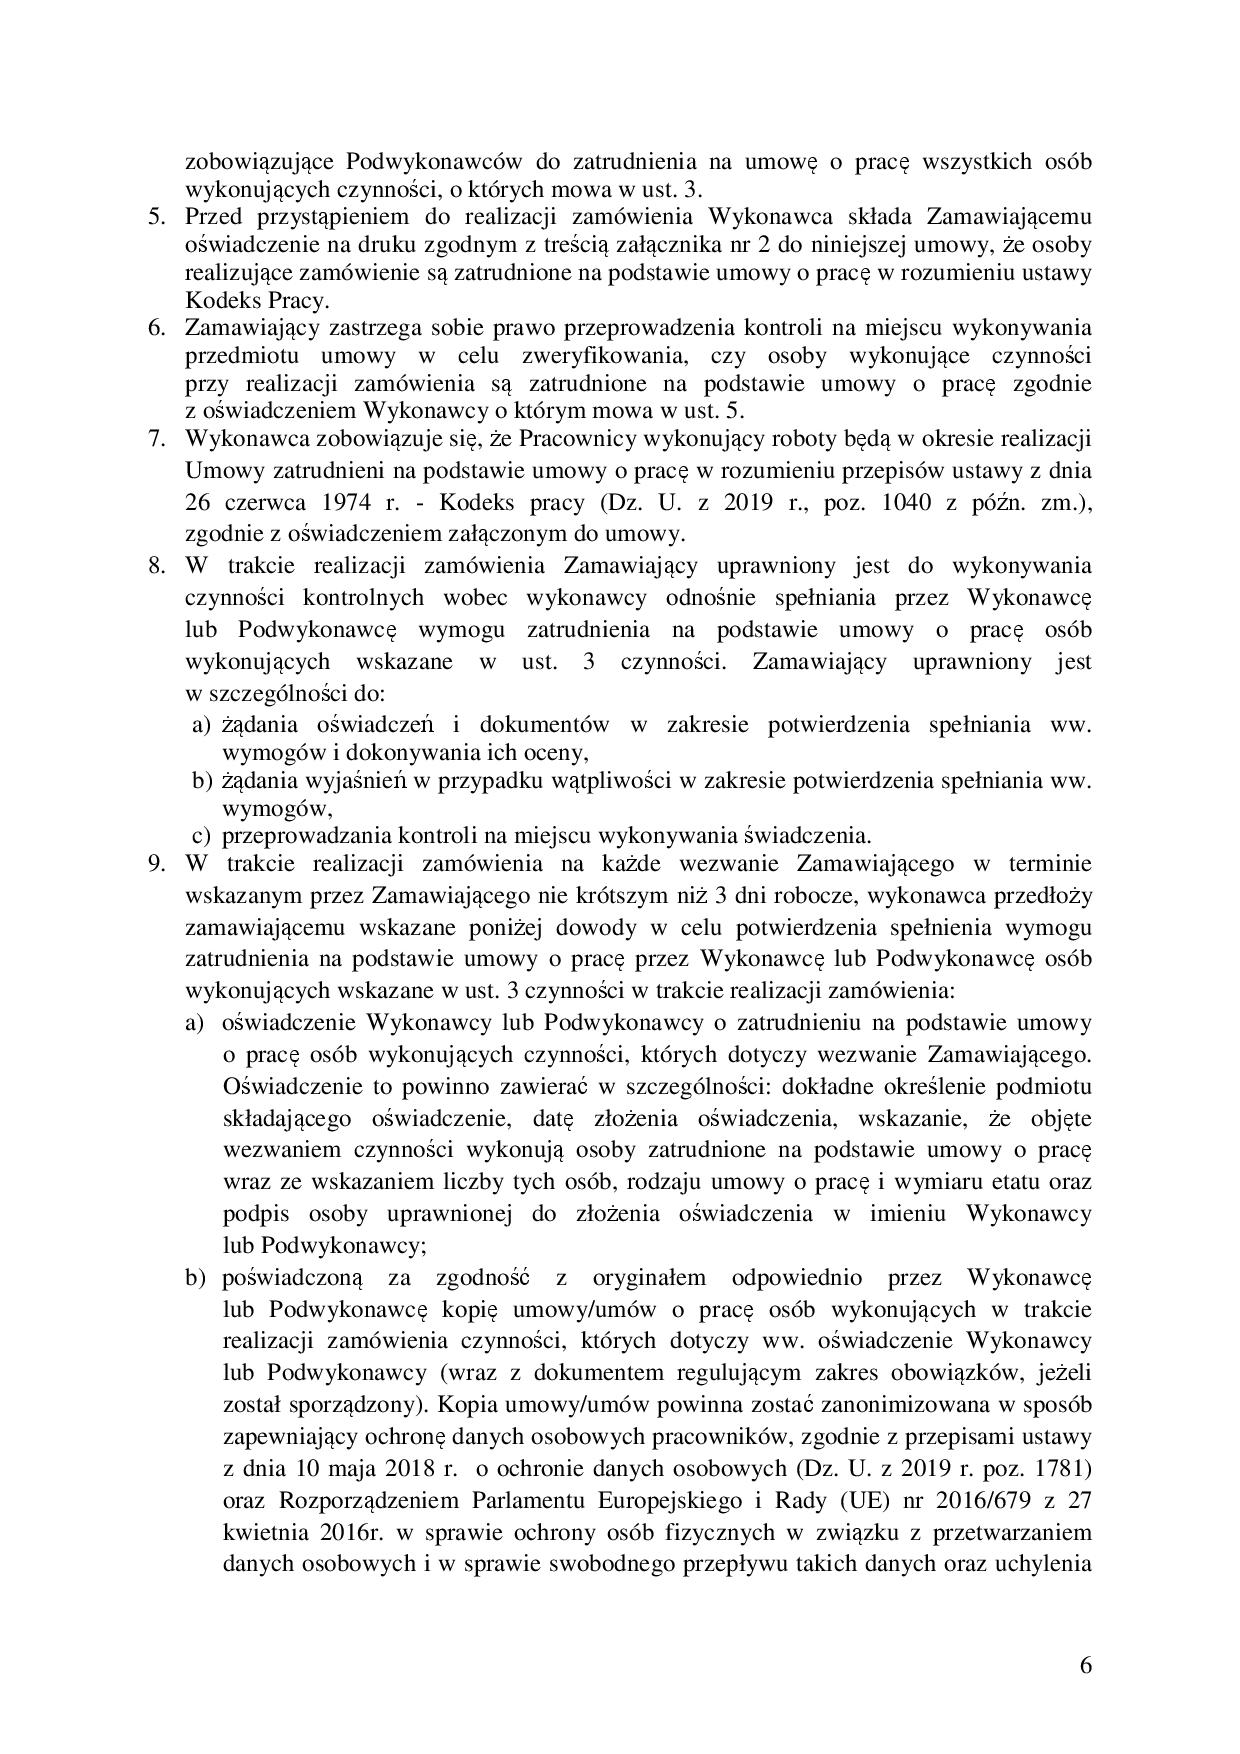 zobowiązujące Podwykonawców do zatrudnienia na umowę o pracę wszystkich osób
wykonujących czynności, o których mowa w ust. 3.
5. Przed przystąpieniem do realizacji zamówienia Wykonawca składa Zamawiającemu
oświadczenie na druku zgodnym z treścią załącznika nr 2 do niniejszej umowy, że osoby
realizujące zamówienie są zatrudnione na podstawie umowy o pracę w rozumieniu ustawy
Kodeks Pracy.
6. Zamawiający zastrzega sobie prawo przeprowadzenia kontroli na miejscu wykonywania
przedmiotu umowy w celu zweryfikowania, czy osoby wykonujące czynności
przy realizacji zamówienia są zatrudnione na podstawie umowy o pracę zgodnie
z oświadczeniem Wykonawcy o którym mowa w ust. 5.
7. Wykonawca zobowiązuje się, że Pracownicy wykonujący roboty będą w okresie realizacji
Umowy zatrudnieni na podstawie umowy o pracę w rozumieniu przepisów ustawy z dnia
26 czerwca 1974 r. - Kodeks pracy (Dz. U. z 2019 r., poz. 1040 z późn. zm.),
zgodnie z oświadczeniem załączonym do umowy.
8. W trakcie realizacji zamówienia Zamawiający uprawniony jest do wykonywania
czynności kontrolnych wobec wykonawcy odnośnie spełniania przez Wykonawcę
lub Podwykonawcę wymogu zatrudnienia na podstawie umowy o pracę osób
wykonujących wskazane w ust. 3 czynności. Zamawiający uprawniony jest
w szczególności do:
a) żądania oświadczeń i dokumentów w zakresie potwierdzenia spełniania ww.
wymogów i dokonywania ich oceny,
b) żądania wyjaśnień w przypadku wątpliwości w zakresie potwierdzenia spełniania ww.
wymogów,
c) przeprowadzania kontroli na miejscu wykonywania świadczenia.
9. W trakcie realizacji zamówienia na każde wezwanie Zamawiającego w terminie
wskazanym przez Zamawiającego nie krótszym niż 3 dni robocze, wykonawca przedłoży
zamawiającemu wskazane poniżej dowody w celu potwierdzenia spełnienia wymogu
zatrudnienia na podstawie umowy o pracę przez Wykonawcę lub Podwykonawcę osób
wykonujących wskazane w ust. 3 czynności w trakcie realizacji zamówienia:
a) oświadczenie Wykonawcy lub Podwykonawcy o zatrudnieniu na podstawie umowy
o pracę osób wykonujących czynności, których dotyczy wezwanie Zamawiającego.
Oświadczenie to powinno zawierać w szczególności: dokładne określenie podmiotu
składającego oświadczenie, datę złożenia oświadczenia, wskazanie, że objęte
wezwaniem czynności wykonują osoby zatrudnione na podstawie umowy o pracę
wraz ze wskazaniem liczby tych osób, rodzaju umowy o pracę i wymiaru etatu oraz
podpis osoby uprawnionej do złożenia oświadczenia w imieniu Wykonawcy
lub Podwykonawcy;
b) poświadczoną za zgodność z oryginałem odpowiednio przez Wykonawcę
lub Podwykonawcę kopię umowy/umów o pracę osób wykonujących w trakcie
realizacji zamówienia czynności, których dotyczy ww. oświadczenie Wykonawcy
lub Podwykonawcy (wraz z dokumentem regulującym zakres obowiązków, jeżeli
został sporządzony). Kopia umowy/umów powinna zostać zanonimizowana w sposób
zapewniający ochronę danych osobowych pracowników, zgodnie z przepisami ustawy
z dnia 10 maja 2018 r. o ochronie danych osobowych (Dz. U. z 2019 r. poz. 1781)
oraz Rozporządzeniem Parlamentu Europejskiego i Rady (UE) nr 2016/679 z 27
kwietnia 2016r. w sprawie ochrony osób fizycznych w związku z przetwarzaniem
danych osobowych i w sprawie swobodnego przepływu takich danych oraz uchylenia
6